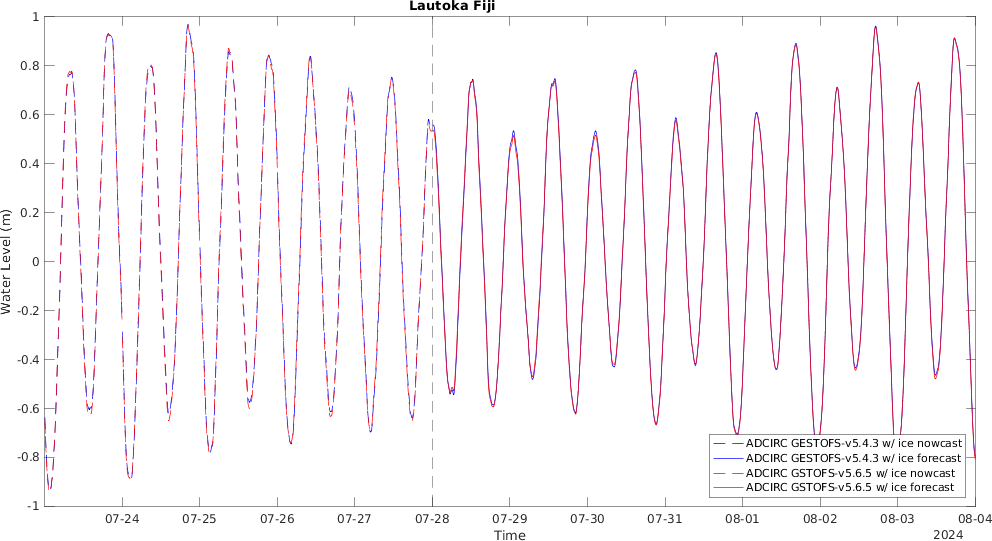 Lautoka Fiji
1
0.8
0.6
0.4
0.2
0
-0.2
-0.4
-0.6
-0.8
-1
Water Level (m)
ADCIRC GESTOFS-v5.4.3 w/ ice nowcast
ADCIRC GESTOFS-v5.4.3 w/ ice forecast
ADCIRC GSTOFS-v5.6.5 w/ ice nowcast
ADCIRC GSTOFS-v5.6.5 w/ ice forecast
07-24 07-25 07-26 07-27 07-28 07-29 07-30 07-31 08-01 08-02 08-03 08-04
Time
2024